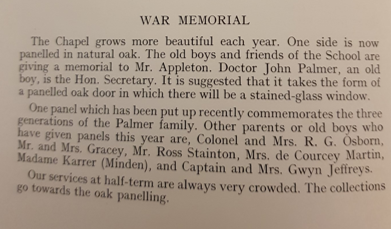 WAR MEMORIAL
The Chapel grows more beautiful each year. One side is now
panelled in natural oak. The old boys and friends of the School are
giving a memorial to Mr. Appleton. Doctor John Palmer, an old
boy, is the Hon. Secretary. It is suggested that it takes the form of
a panelled oak door in which there will be a stained-glass window.
One panel which has been put up recently commemorates the three
generations of the Palmer family. Other parents or old boys who
have given panels this year are, Colonel and Mrs. R. G. Osborn,
Mr. and Mrs. Gracey, Mr. Ross Stainton, Mrs. de Courcey Martin,
Madame Karrer (Minden), and Captain and Mrs. Gwyn Jeffreys.
Our services at half-term are always very crowded. The collections
go towards the oak panelling.